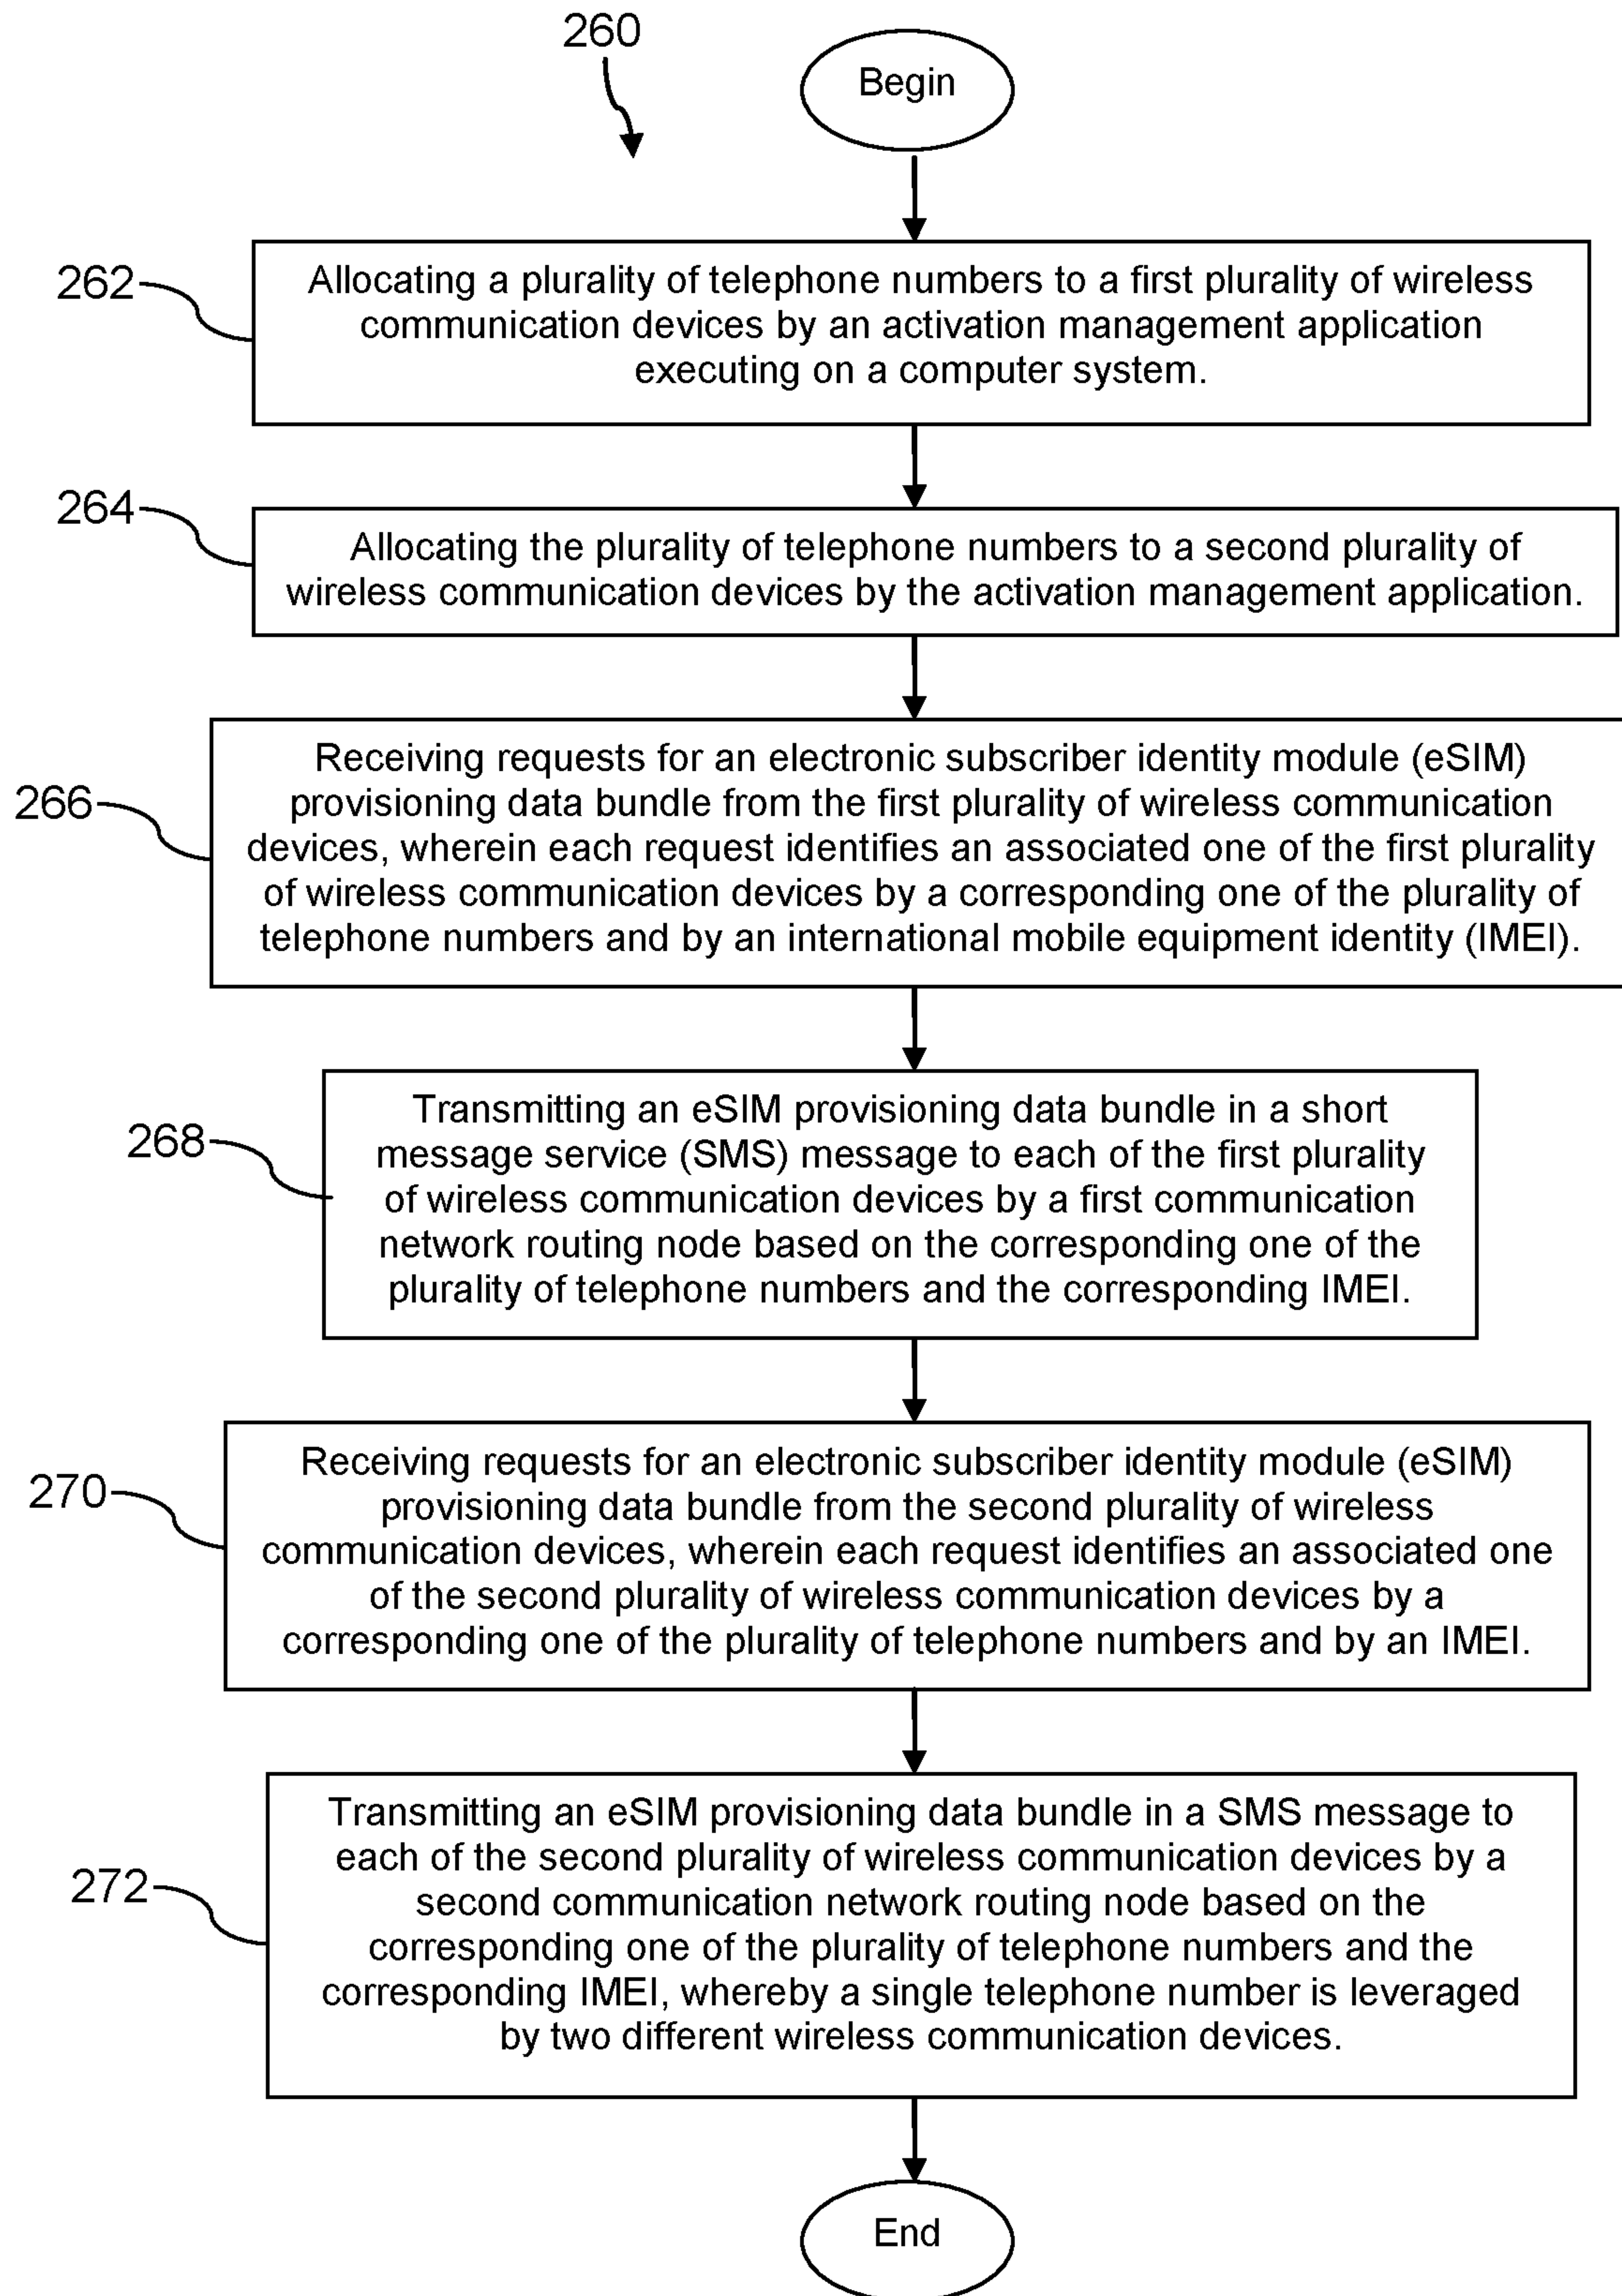 260
Begin
262
Allocating a plurality of telephone numbers to a first plurality of wireless
communication devices by an activation management application
executing on a computer system.
264
Allocating the plurality of telephone numbers to a second plurality of
wireless communication devices by the activation management application.
266
Receiving requests for an electronic subscriber identity module (eSIM)
provisioning data bundle from the first plurality of wireless communication
devices, wherein each request identifies an associated one of the first plurality
of wireless communication devices by a corresponding one of the plurality of
telephone numbers and by an international mobile equipment identity (IMEI).
268
Transmitting an eSIM provisioning data bundle in a short
message service (SMS) message to each of the first plurality
of wireless communication devices by a first communication
network routing node based on the corresponding one of the
plurality of telephone numbers and the corresponding IMEI.
270
Receiving requests for an electronic subscriber identity module (eSIM)
provisioning data bundle from the second plurality of wireless
communication devices, wherein each request identifies an associated one
of the second plurality of wireless communication devices by a
corresponding one of the plurality of telephone numbers and by an IMEI.
272
Transmitting an eSIM provisioning data bundle in a SMS message to
each of the second plurality of wireless communication devices by a
second communication network routing node based on the
corresponding one of the plurality of telephone numbers and the
corresponding IMEI, whereby a single telephone number is leveraged
by two different wireless communication devices.
End